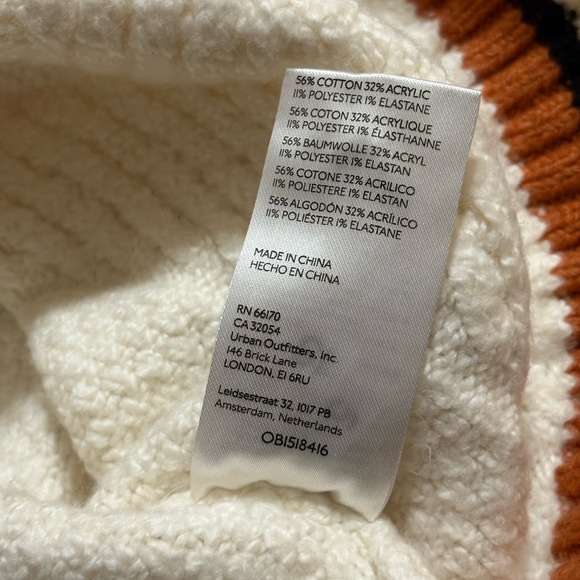 56% COTTON 32% ACRYLIC
11% POLYESTER 1% ELASTANE
56% COTON 32% ACRYLIQUE
11% POLYESTER 1% ÉLASTHANNE
56% BAUMWOLLE 32% ACRYL
11% POLYESTER 1% ELASTAN
56% COTONE 32% ACRILICO
11% POLIESTERE 1% ELASTAN
56% ALGODÓN 32% ACRÍLICO
11% POLIÉSTER 1% ELASTANO
MADE IN CHINA
HECHO EN CHINA
RN 66170
CA 32054
Urban Outfitters, Inc.
146 Brick Lane
LONDON, E1 6RU
Leidsestraat 32, 1017 PB
Amsterdam, Netherlands
OB1518416